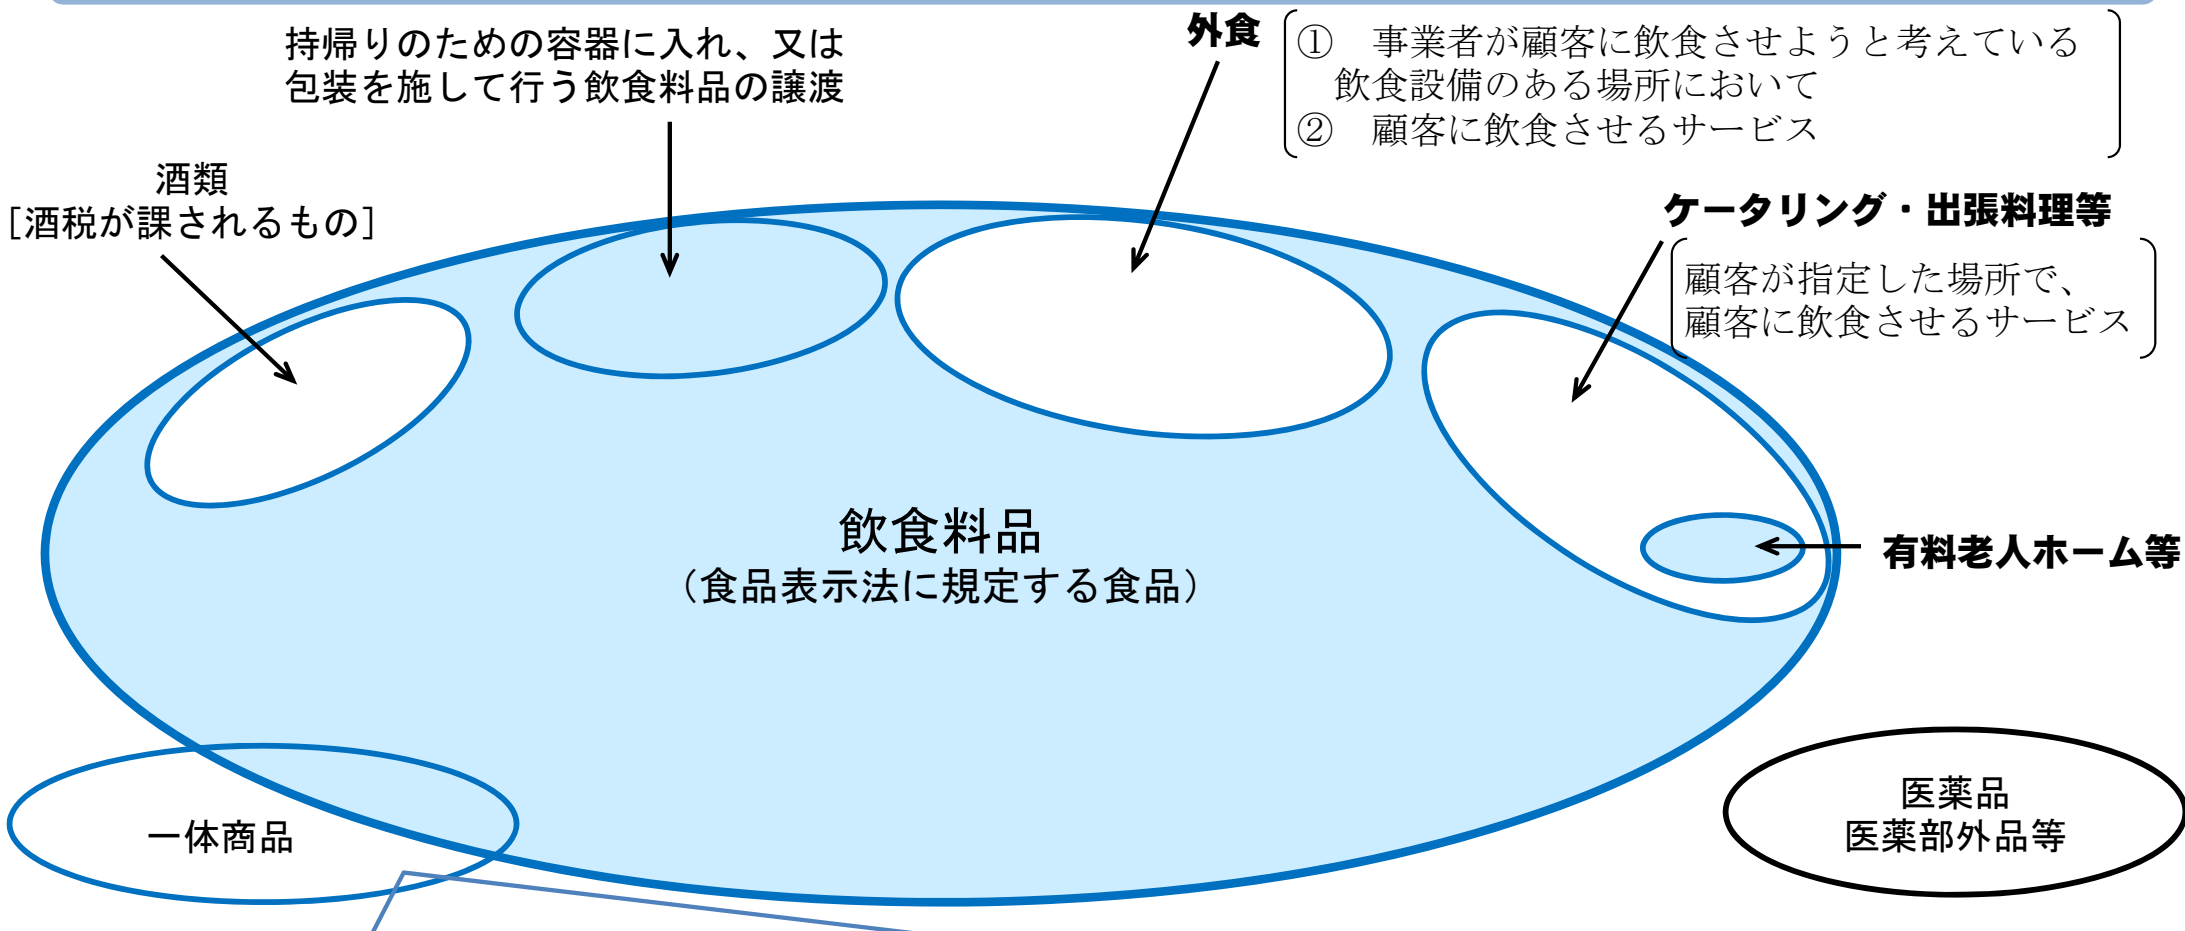 持帰りのための容器に入れ、又は
包装を施して行う飲食料品の譲渡
外食
① 事業者が顧客に飲食させようと考えている
飲食設備のある場所において
② 顧客に飲食させるサービス
酒類
[酒税が課されるもの]
ケータリング・出張料理等
顧客が指定した場所で、
顧客に飲食させるサービス
飲食料品
(食品表示法に規定する食品)
有料老人ホーム等
一体商品
医薬品
医薬部外品等